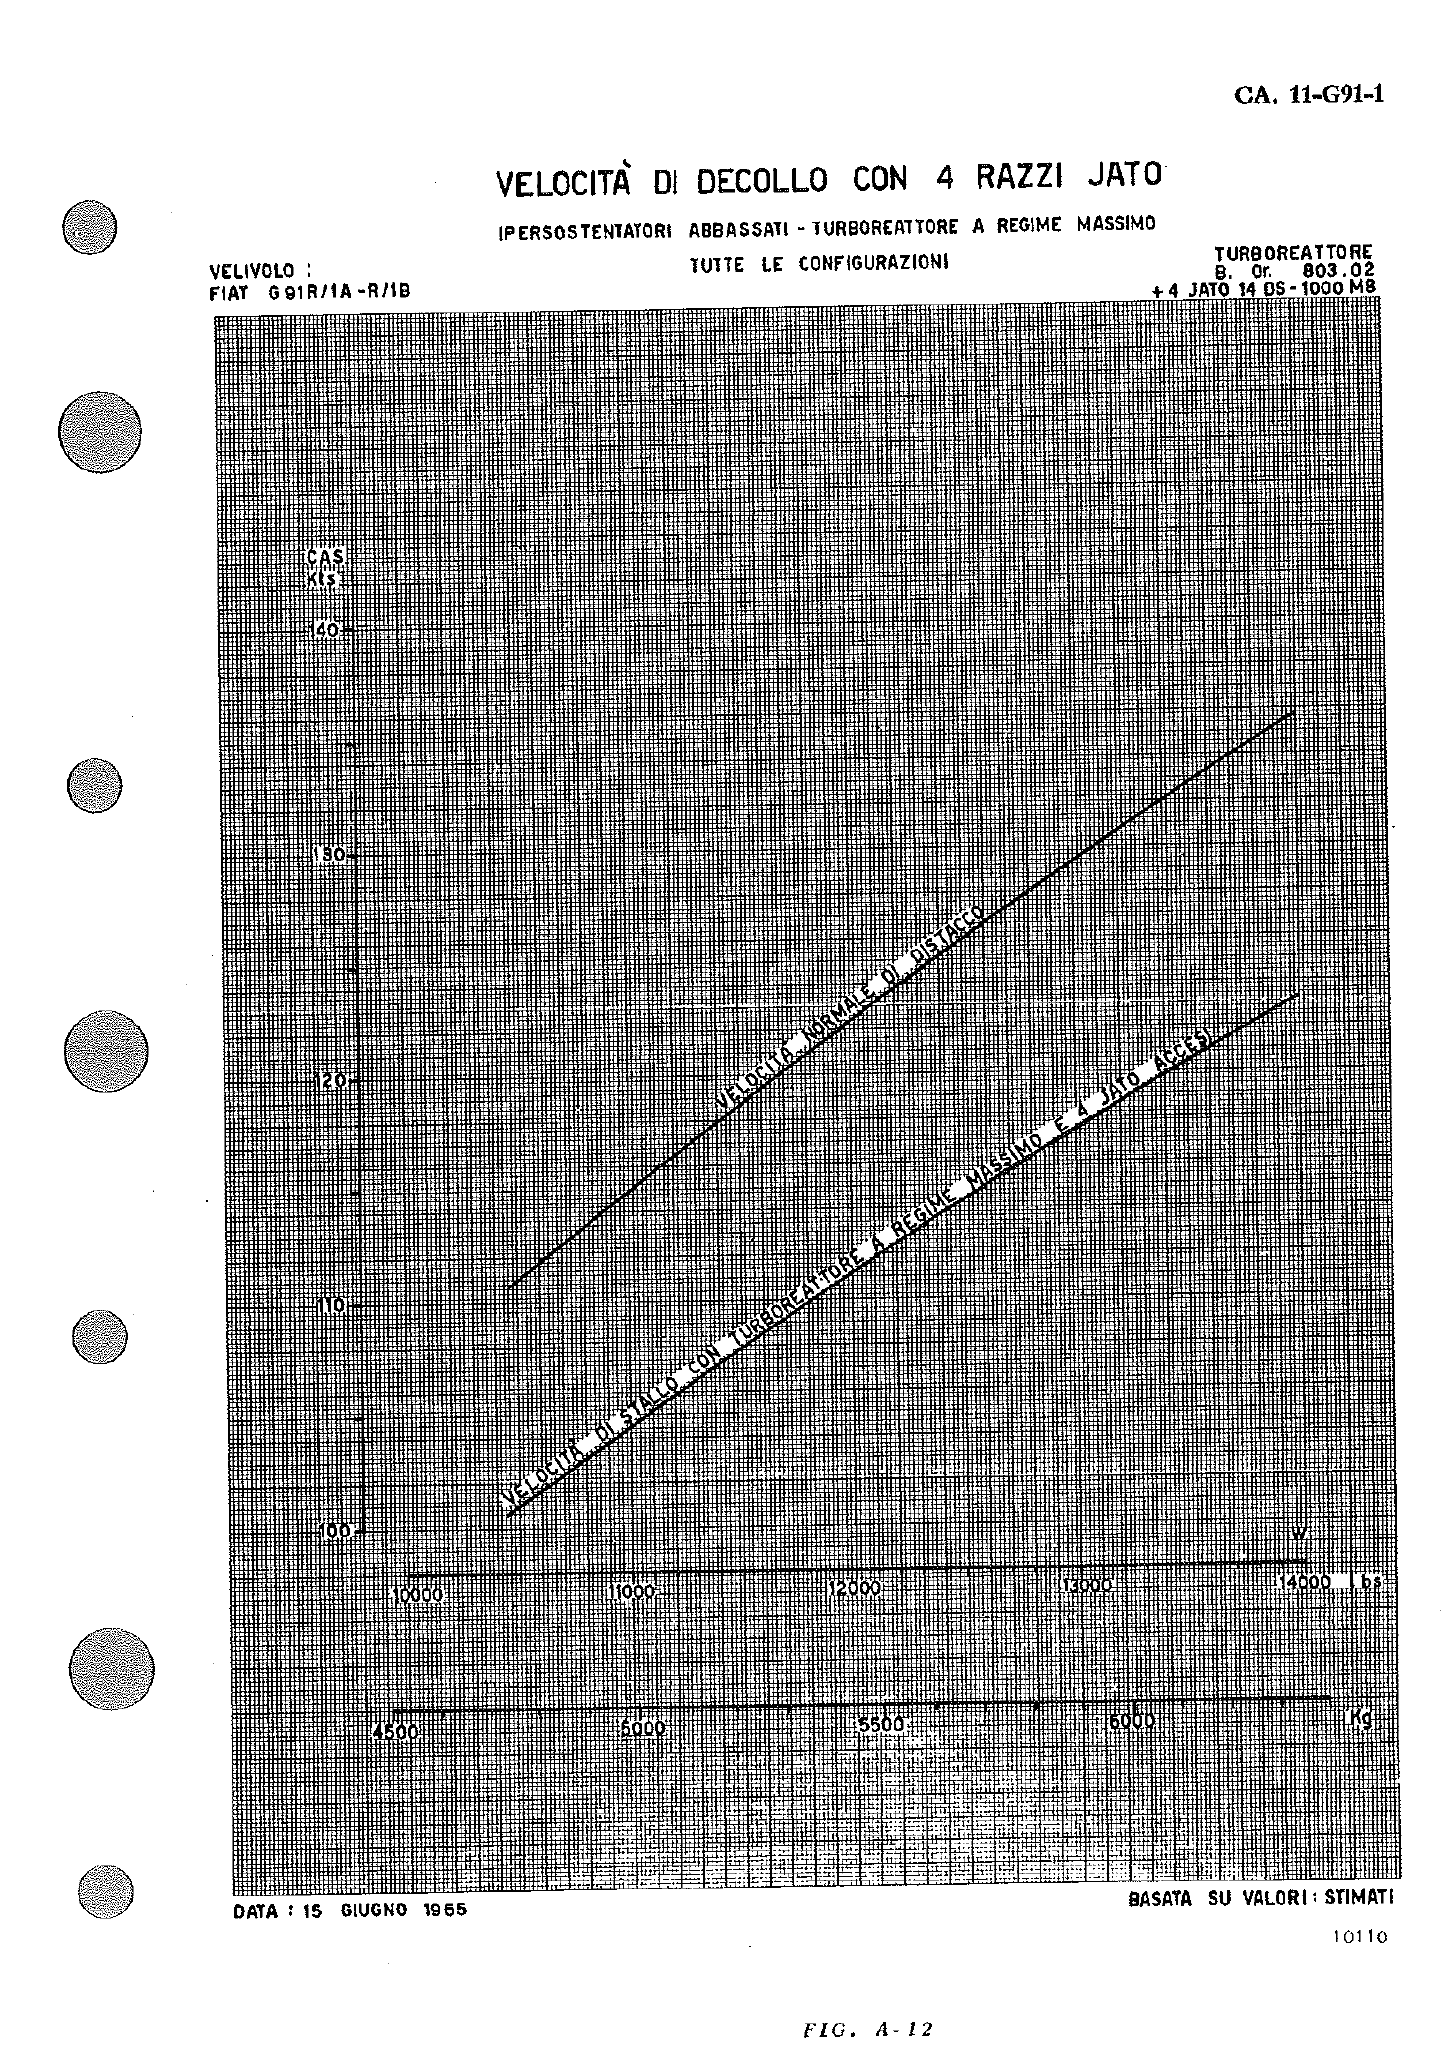 CA. 11-G91-1
VELOCITÀ DI DECOLLO CON 4 RAZZI JATO
IPERSOSTENTATORI ABBASSATI - TURBOREATTORE A REGIME MASSIMO
TUTTE LE CONFIGURAZIONI
VELIVOLO :
FIAT G91R/1A-R/1B
TURBOREATTORE
B. Or. 803.02
+ 4 JATO 14 DS-1000 M8
CAS
Kts
140
130
120
110
100
VELOCITÀ NORMALE DI DISTACCO
VELOCITÀ DI STALLO CON TURBOREATTORE A REGIME MASSIMO E 4 JATO ACCESI
W
10000 11000 12000 13000 14000 lbs
4500 5000 5500 6000 Kg
DATA : 15 GIUGNO 1965
BASATA SU VALORI: STIMATI
10110
FIG. A-12